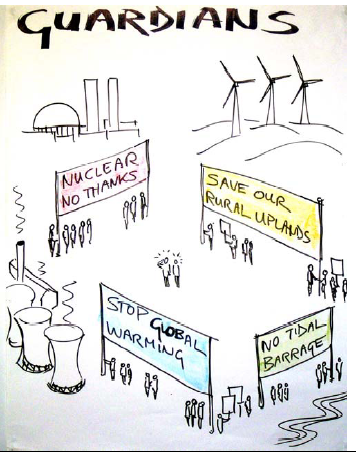 GUARDIANS
NUCLEAR
NO THANKS
SAVE OUR
RURAL UPLANDS
STOP GLOBAL
WARMING
NO TIDAL
BARRAGE